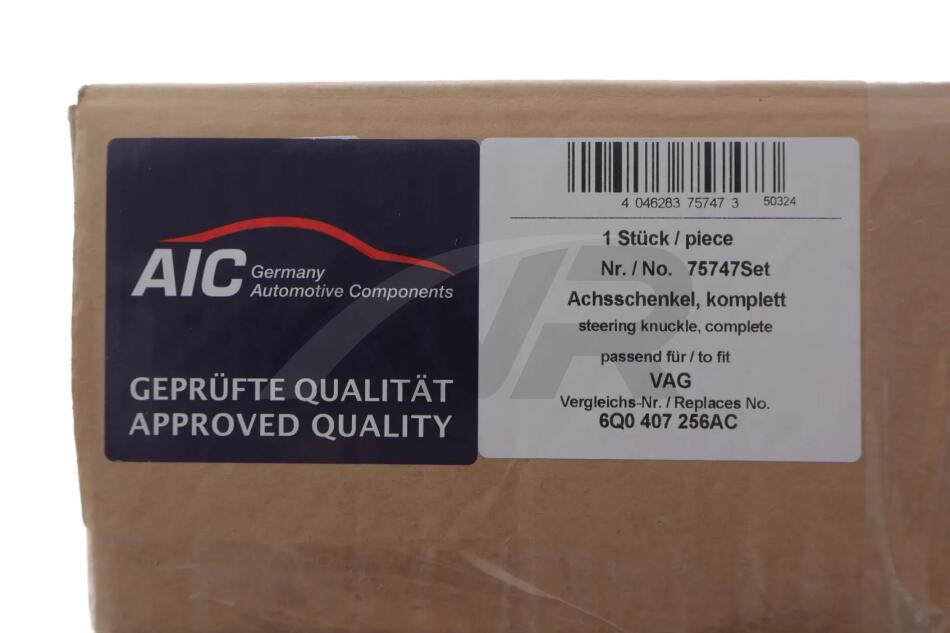 AIC Germany
Automotive Components
GEPRÜFTE QUALITÄT
APPROVED QUALITY
4 046283 75747 3 50324
1 Stück / piece
Nr. / No. 75747Set
Achsschenkel, komplett
steering knuckle, complete
passend für / to fit
VAG
Vergleichs-Nr. / Replaces No.
6Q0 407 256AC